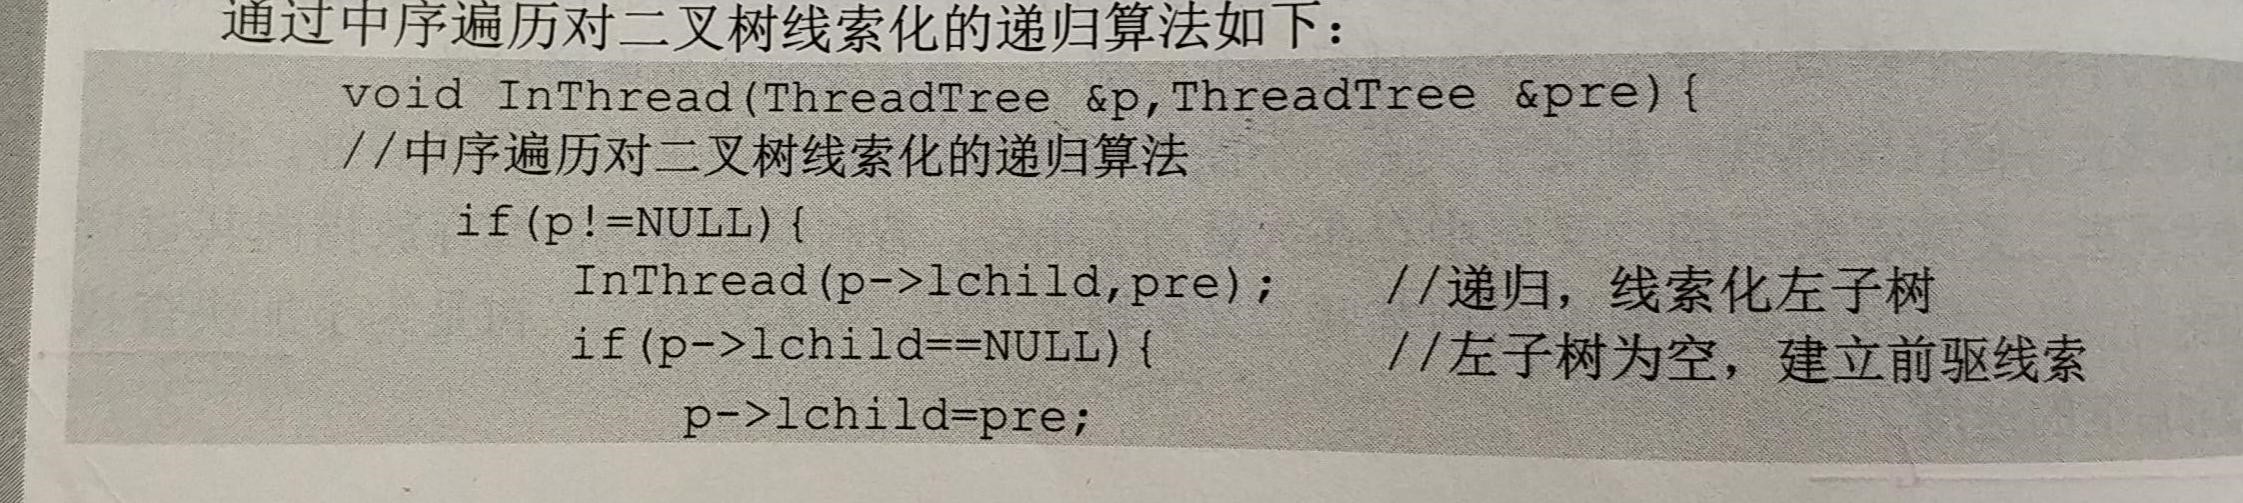 通过中序遍历对二叉树线索化的递归算法如下：
void InThread(ThreadTree &p,ThreadTree &pre){
//中序遍历对二叉树线索化的递归算法
if(p!=NULL){
InThread(p->lchild,pre); //递归，线索化左子树
if(p->lchild==NULL){ //左子树为空，建立前驱线索
p->lchild=pre;